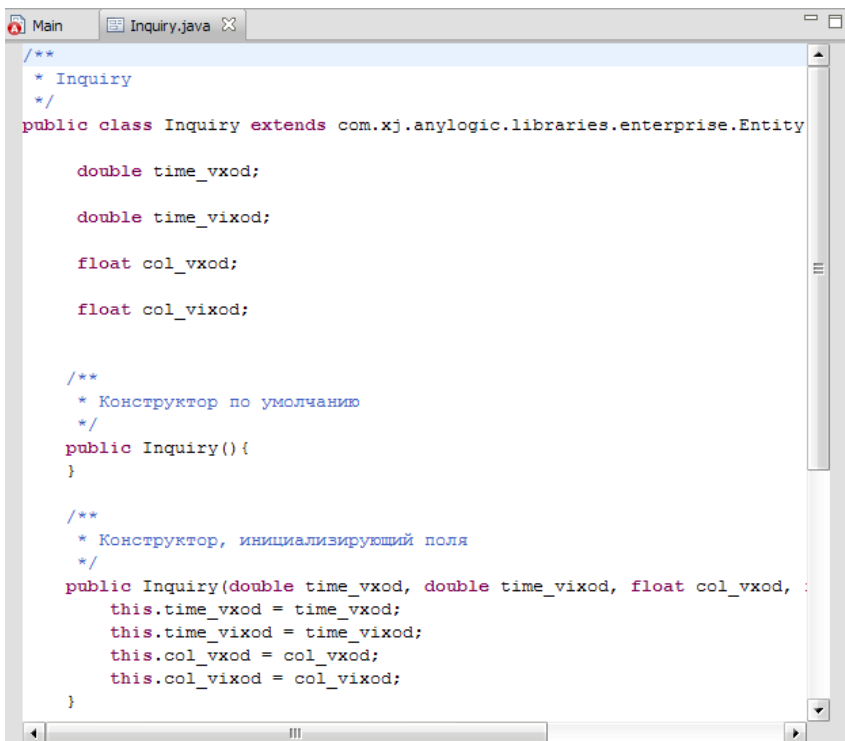 Main Inquiry.java
/**
 * Inquiry
 */
public class Inquiry extends com.xj.anylogic.libraries.enterprise.Entity
double time_vxod;
double time_vixod;
float col_vxod;
float col_vixod;
/**
 * Конструктор по умолчанию
 */
public Inquiry(){
}
/**
 * Конструктор, инициализирующий поля
 */
public Inquiry(double time_vxod, double time_vixod, float col_vxod,
this.time_vxod = time_vxod;
this.time_vixod = time_vixod;
this.col_vxod = col_vxod;
this.col_vixod = col_vixod;
}